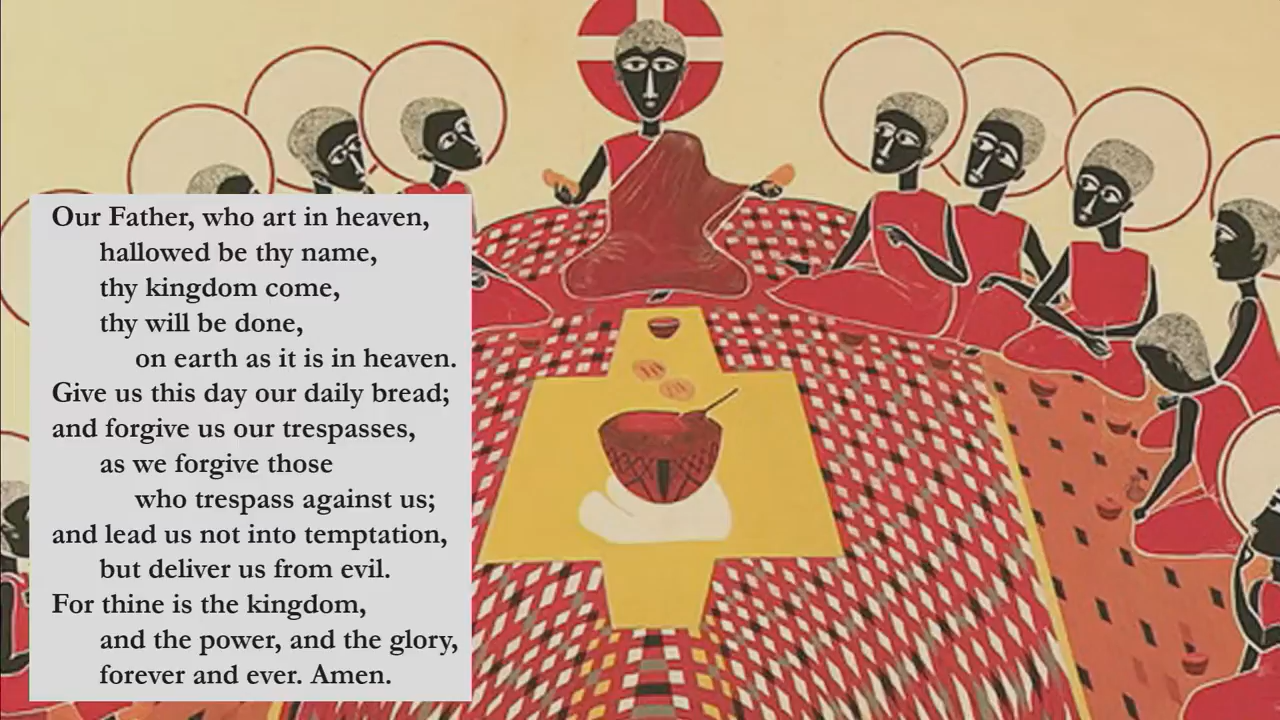 Our Father, who art in heaven,
hallowed be thy name,
thy kingdom come,
thy will be done,
on earth as it is in heaven.
Give us this day our daily bread;
and forgive us our trespasses,
as we forgive those
who trespass against us;
and lead us not into temptation,
but deliver us from evil.
For thine is the kingdom,
and the power, and the glory,
forever and ever. Amen.